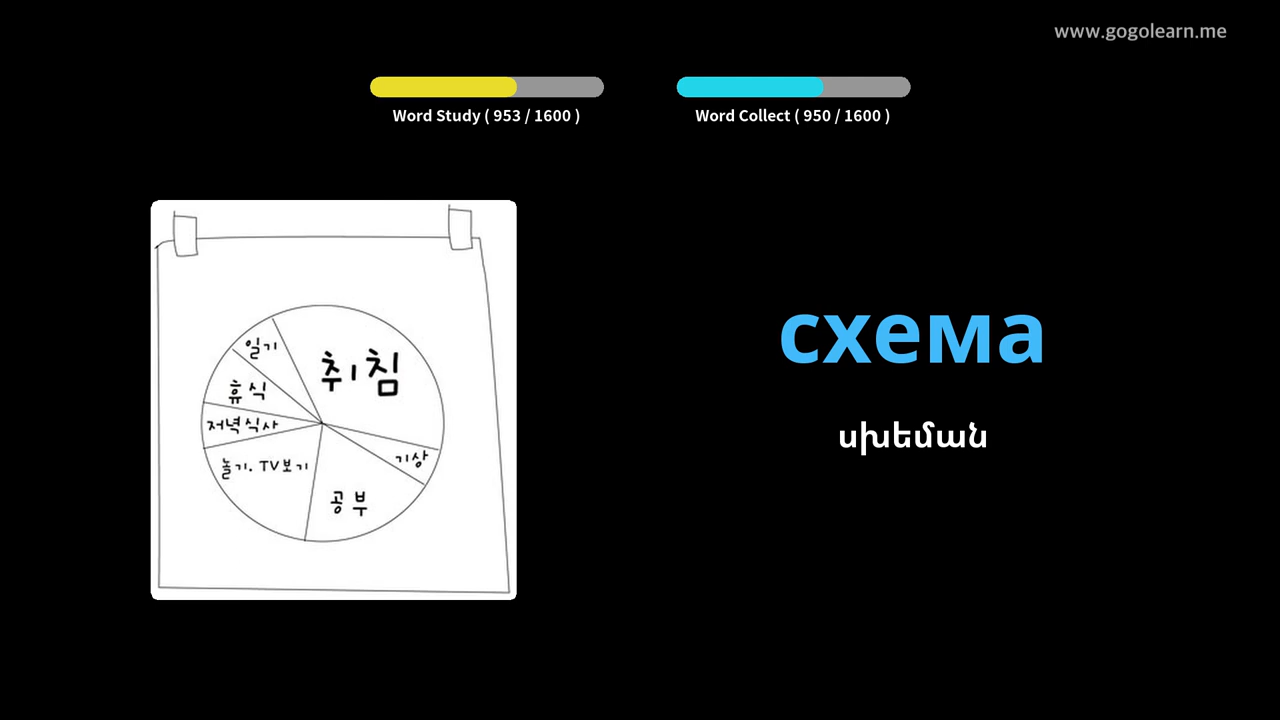 www.gogolearn.me
Word Study ( 953 / 1600 )
Word Collect ( 950 / 1600 )
일기
취침
휴식
저녁식사
놀기. TV보기
기상
공부
схема
սխեման